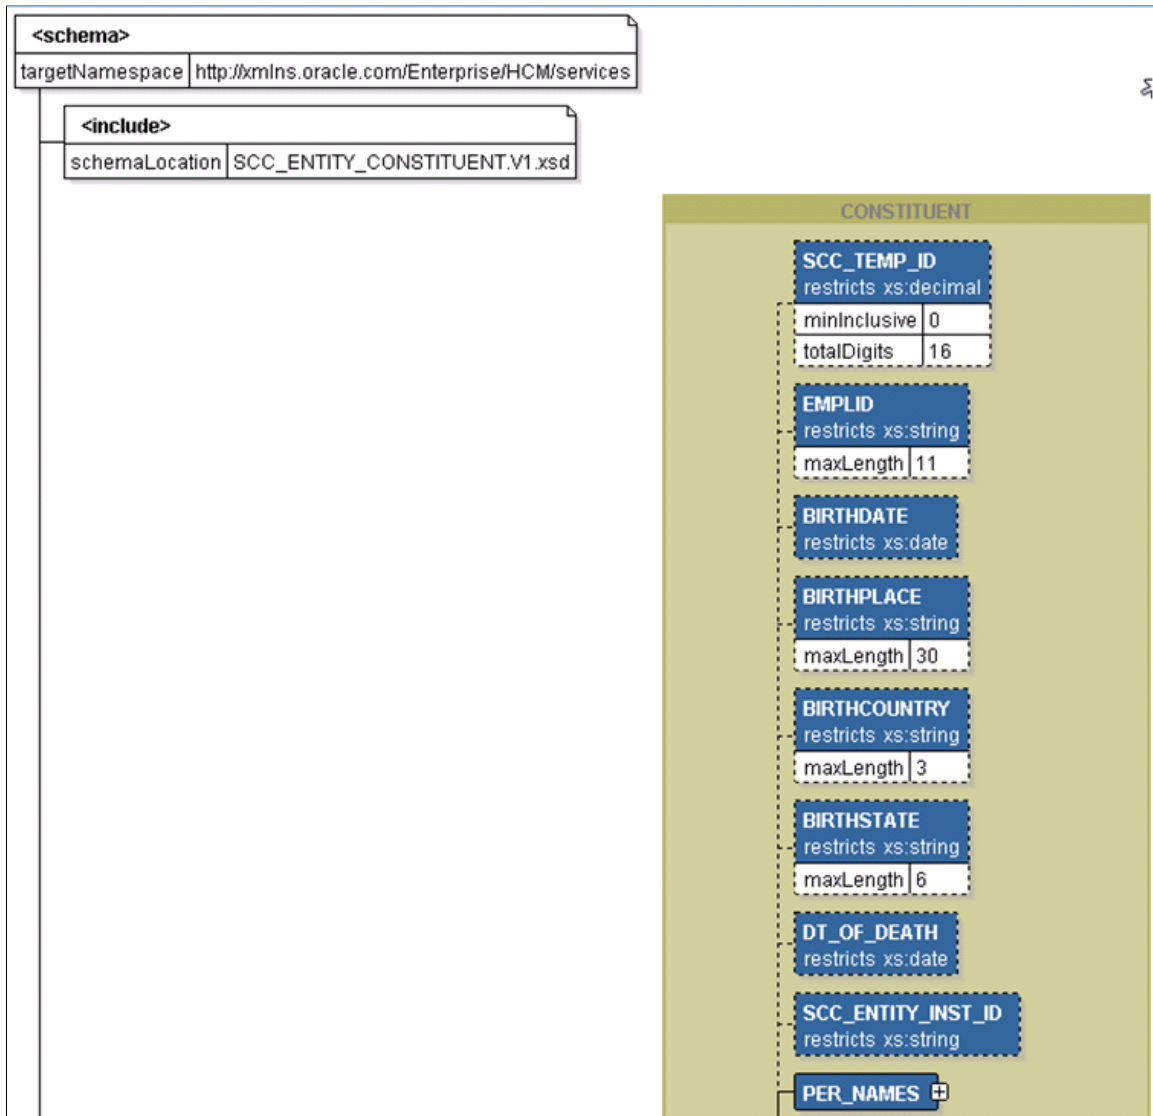 <schema>
targetNamespace http://xmlns.oracle.com/Enterprise/HCM/services
<include>
schemaLocation SCC_ENTITY_CONSTITUENT.V1.xsd
CONSTITUENT
SCC_TEMP_ID
restricts xs:decimal
minInclusive 0
totalDigits 16
EMPLID
restricts xs:string
maxLength 11
BIRTHDATE
restricts xs:date
BIRTHPLACE
restricts xs:string
maxLength 30
BIRTHCOUNTRY
restricts xs:string
maxLength 3
BIRTHSTATE
restricts xs:string
maxLength 6
DT_OF_DEATH
restricts xs:date
SCC_ENTITY_INST_ID
restricts xs:string
PER_NAMES